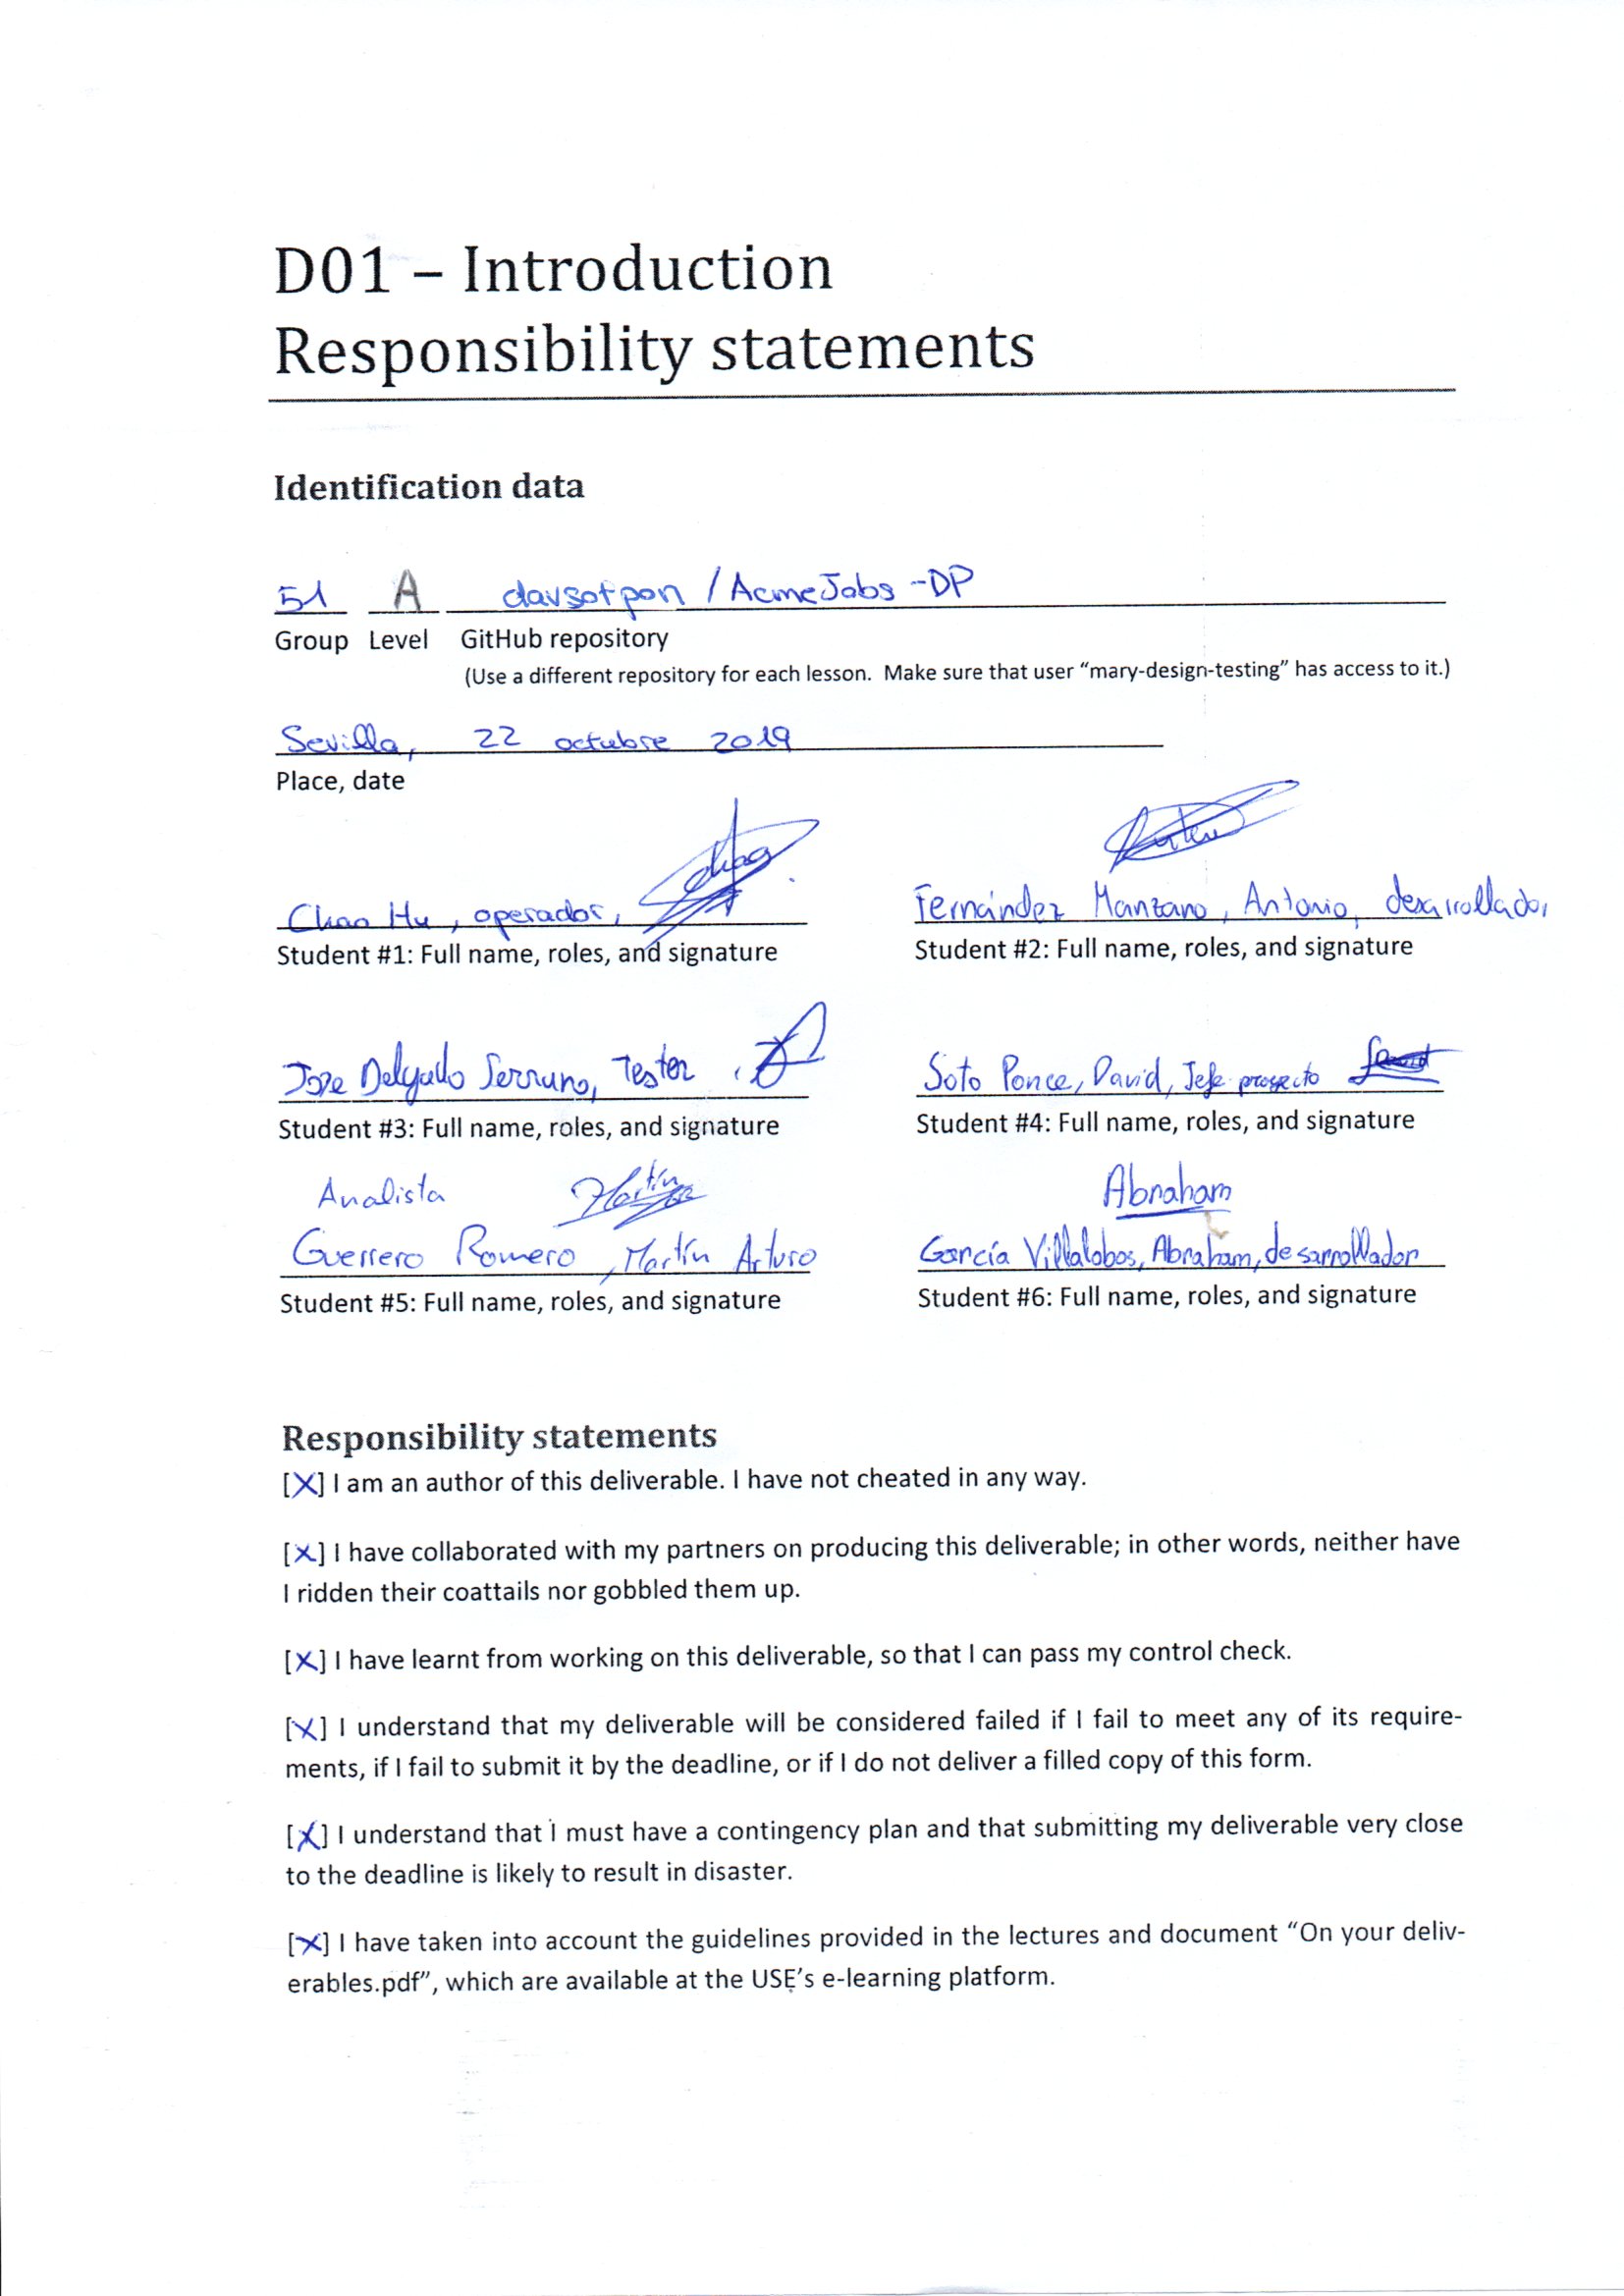 D01 – Introduction
Responsibility statements
Identification data
51 A davsotpon / AcmeJobs -DP
Group Level GitHub repository
(Use a different repository for each lesson. Make sure that user “mary-design-testing” has access to it.)
Sevilla, 22 octubre 2019
Place, date
Chao Hu, operador, Fernández Manzano, Antonio, desarrollador
Student #1: Full name, roles, and signature Student #2: Full name, roles, and signature
Jose Delgado Serrano, Tester, Soto Ponce, David, Jefe proyecto
Student #3: Full name, roles, and signature Student #4: Full name, roles, and signature
Analista Martín Abraham
Guerrero Romero, Martín Arturo García Villalobos, Abraham, desarrollador
Student #5: Full name, roles, and signature Student #6: Full name, roles, and signature
Responsibility statements
[X] I am an author of this deliverable. I have not cheated in any way.
[X] I have collaborated with my partners on producing this deliverable; in other words, neither have
I ridden their coattails nor gobbled them up.
[X] I have learnt from working on this deliverable, so that I can pass my control check.
[X] I understand that my deliverable will be considered failed if I fail to meet any of its require-
ments, if I fail to submit it by the deadline, or if I do not deliver a filled copy of this form.
[X] I understand that I must have a contingency plan and that submitting my deliverable very close
to the deadline is likely to result in disaster.
[X] I have taken into account the guidelines provided in the lectures and document “On your deliv-
erables.pdf”, which are available at the USE’s e-learning platform.